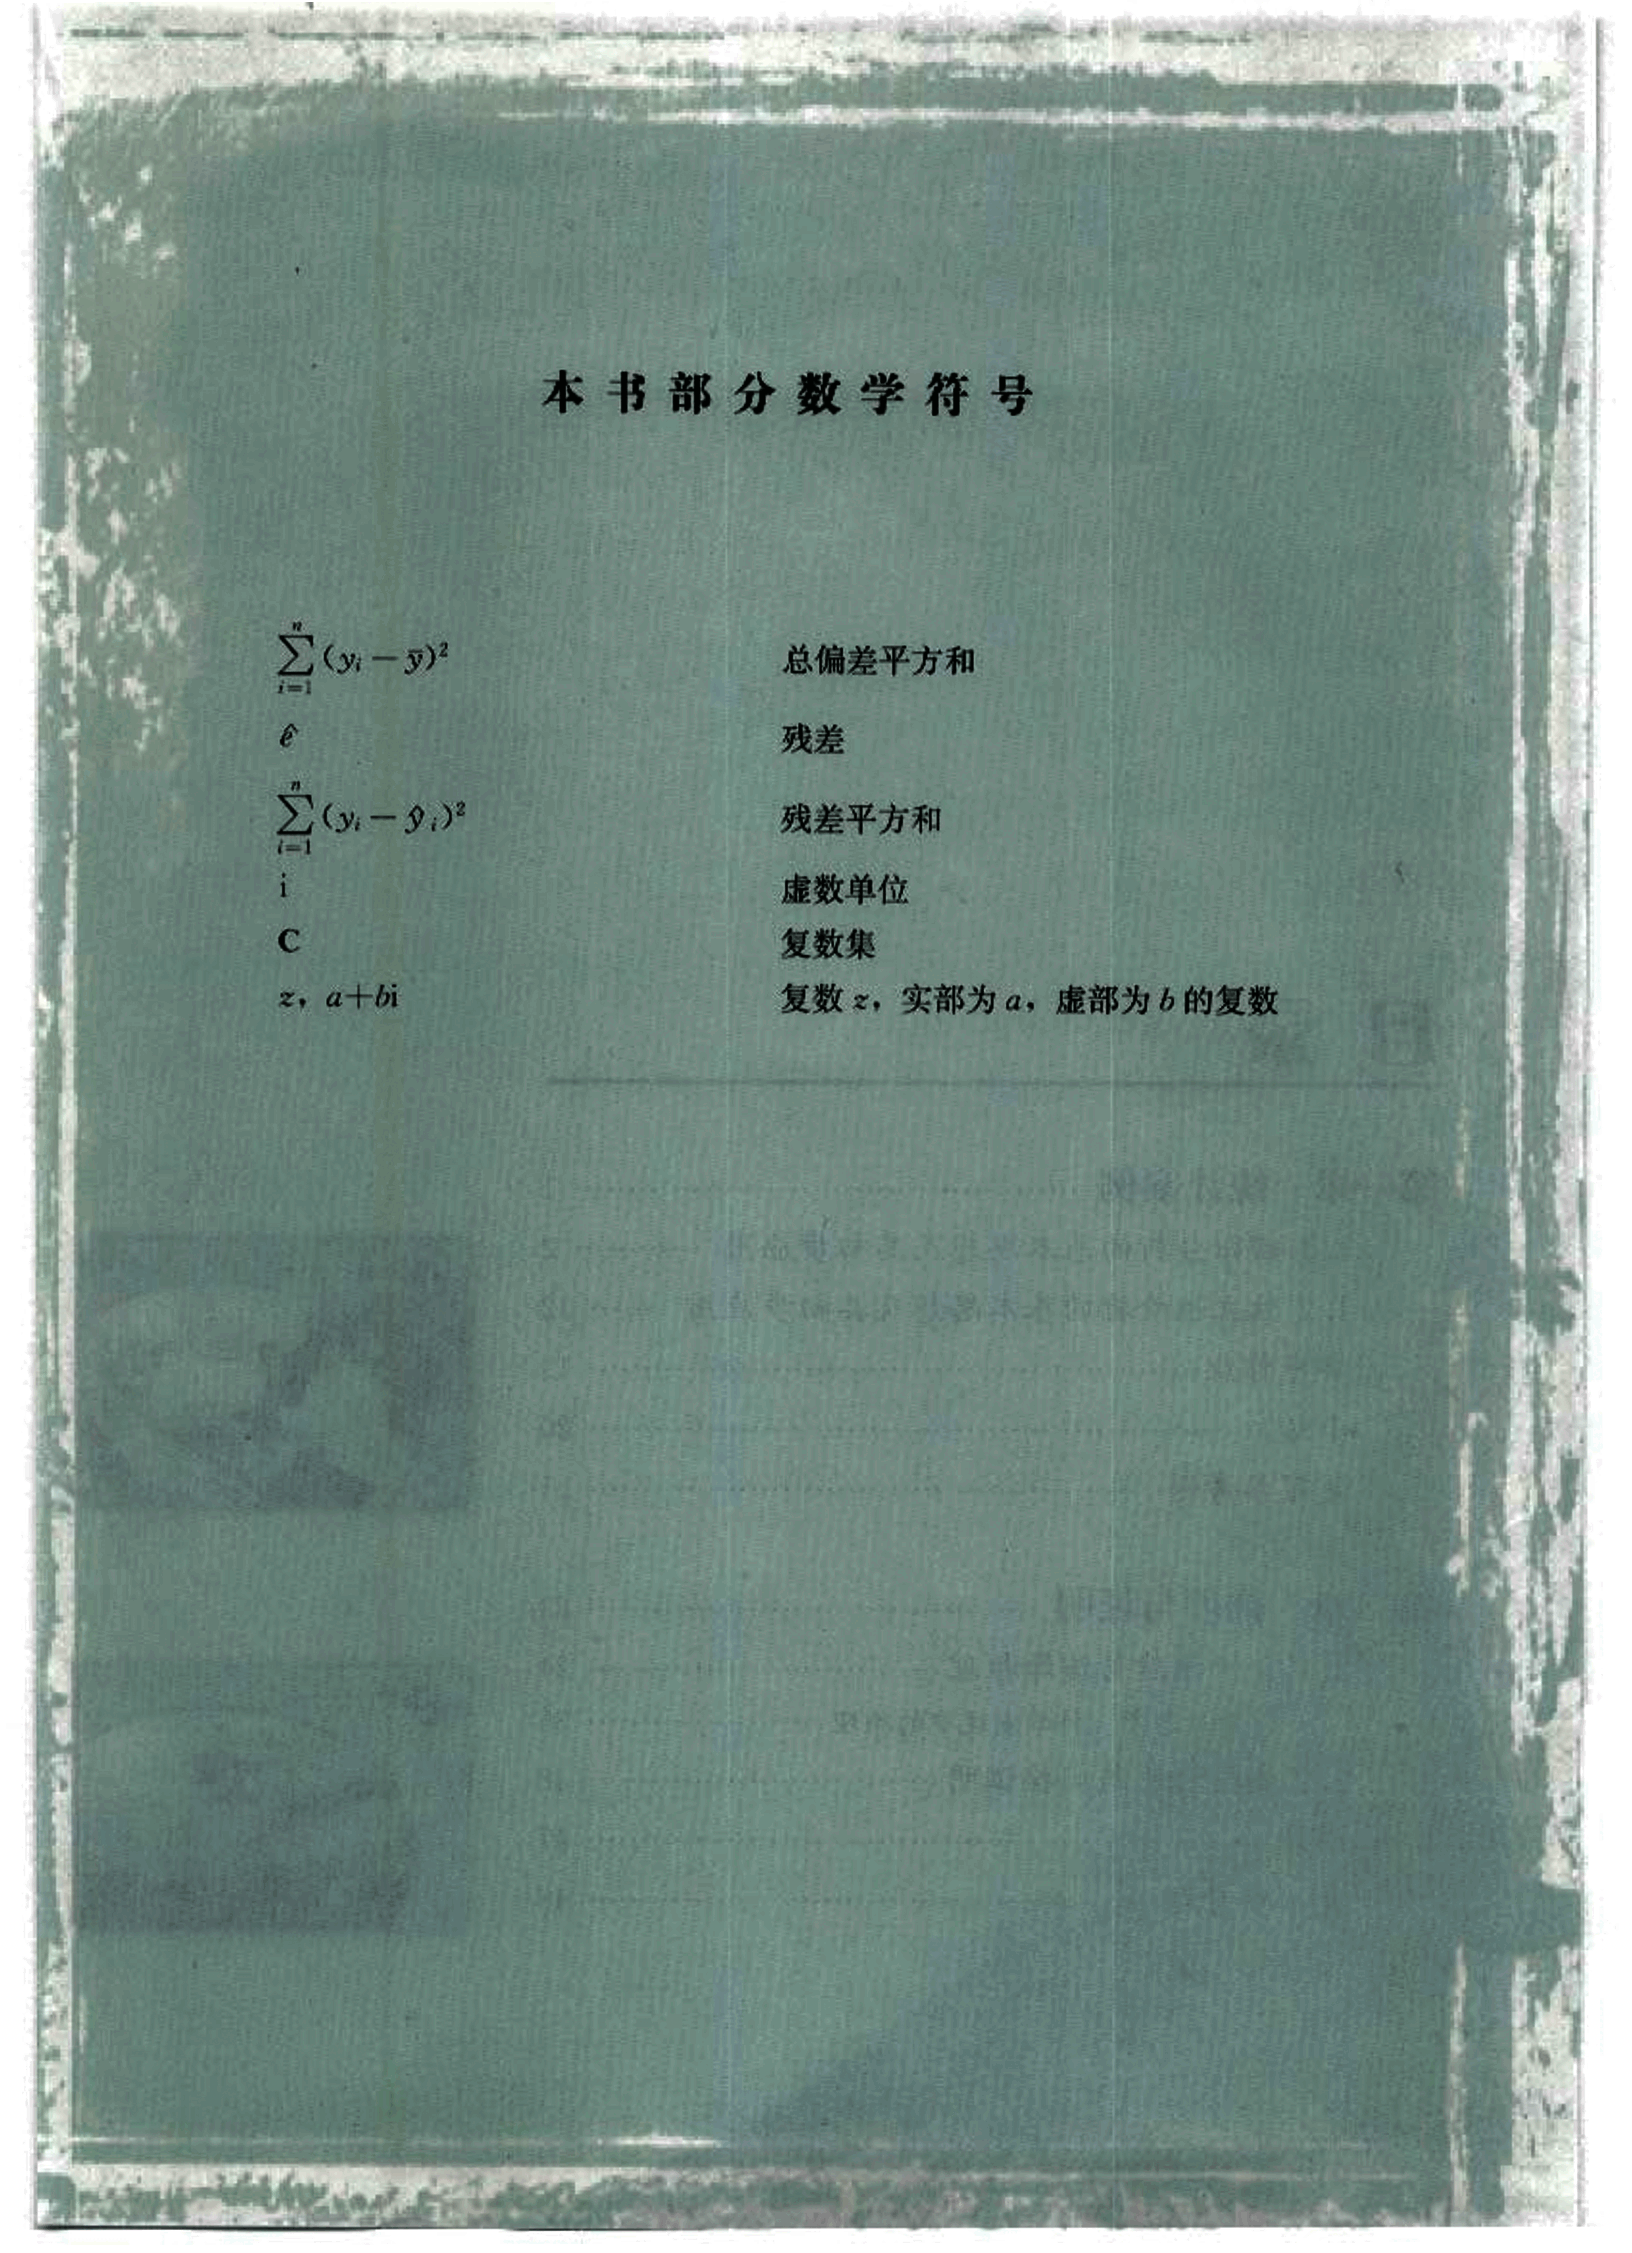 本书部分数学符号
$\sum_{i=1}^{n}(y_i-\bar{y})^2$ 总偏差平方和
$\hat{e}$ 残差
$\sum_{i=1}^{n}(y_i-\hat{y}_i)^2$ 残差平方和
i 虚数单位
C 复数集
z，a+bi 复数 z，实部为 a，虚部为 b 的复数